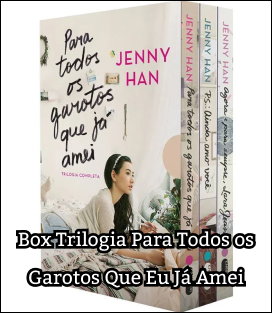 Para
todos
os
garotos
que já
amei
JENNY
HAN
TRILOGIA COMPLETA
JENNY HAN
Para todos os garotos que já
JENNY HAN
P.S.: Ainda amo você
JENNY HAN
Agora e para sempre, Lara Jean
Box Trilogia Para Todos os
Garotos Que Eu Já Amei